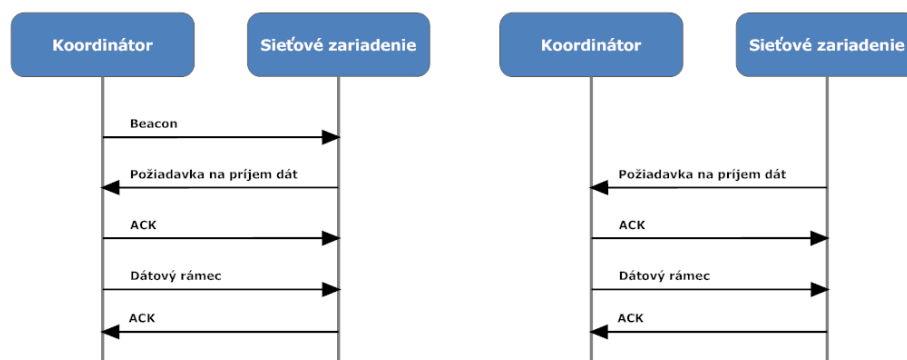 Koordinátor
Sieťové zariadenie
Beacon
Požiadavka na príjem dát
ACK
Dátový rámec
ACK
Koordinátor
Sieťové zariadenie
Požiadavka na príjem dát
ACK
Dátový rámec
ACK